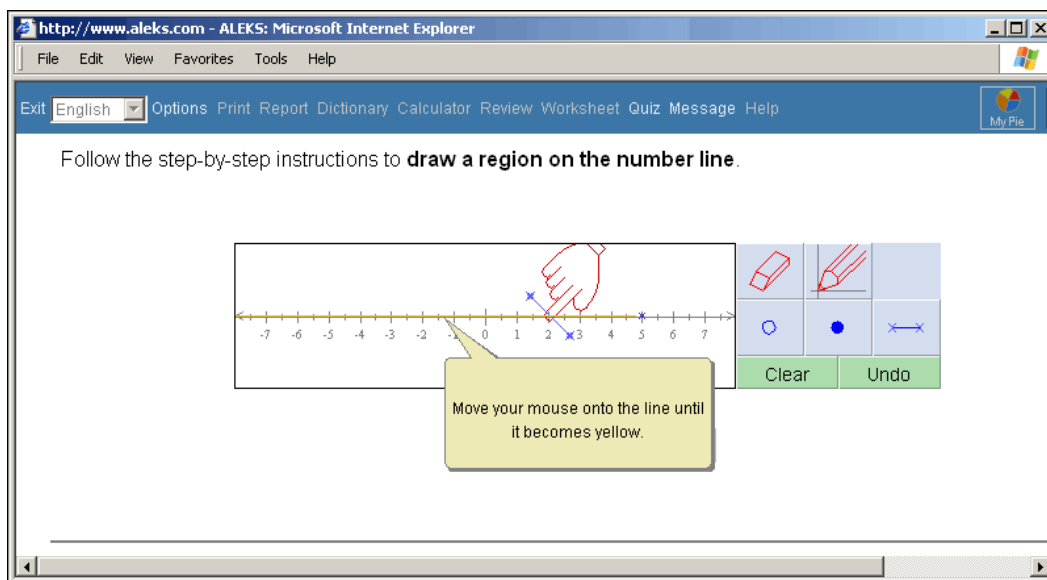 http://www.aleks.com - ALEKS: Microsoft Internet Explorer
File Edit View Favorites Tools Help
Exit English Options Print Report Dictionary Calculator Review Worksheet Quiz Message Help
My Pie
Follow the step-by-step instructions to draw a region on the number line.
-7 -6 -5 -4 -3 -2 -1 0 1 2 3 4 5 6 7
Move your mouse onto the line until
it becomes yellow.
Clear Undo